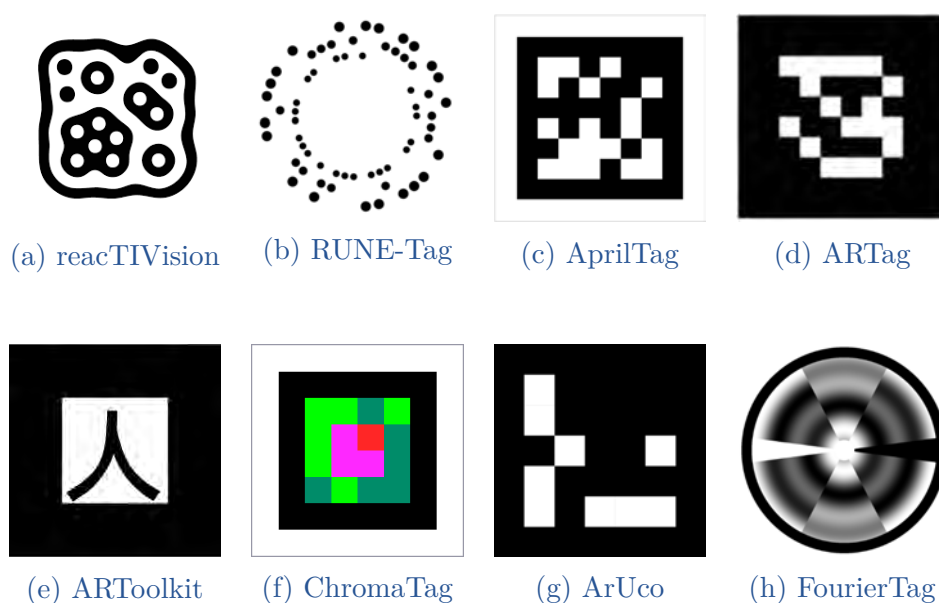 (a) reacTIVision
(b) RUNE-Tag
(c) AprilTag
(d) ARTag
人
(e) ARToolkit
(f) ChromaTag
(g) ArUco
(h) FourierTag